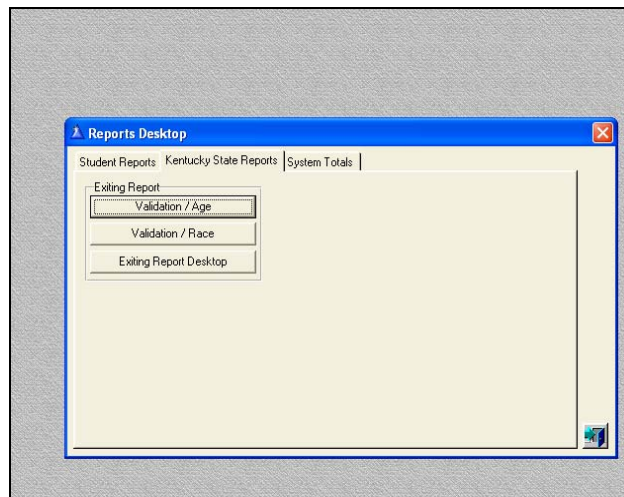 Reports Desktop
Student Reports Kentucky State Reports System Totals
Exiting Report
Validation / Age
Validation / Race
Exiting Report Desktop